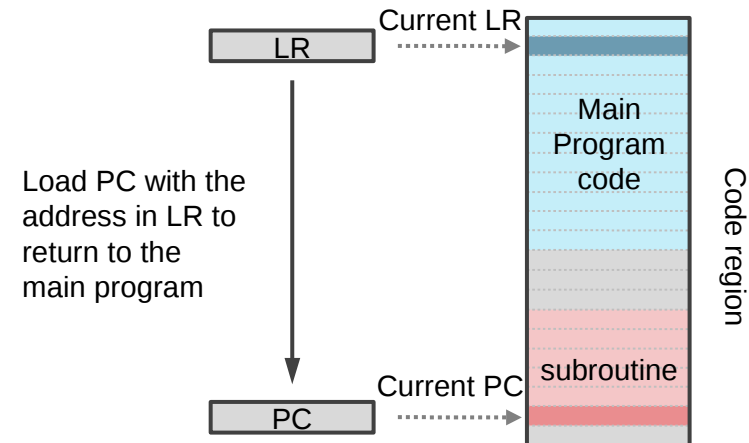 Current LR
LR
Main
Program
code
Load PC with the
address in LR to
return to the
main program
Code region
subroutine
Current PC
PC